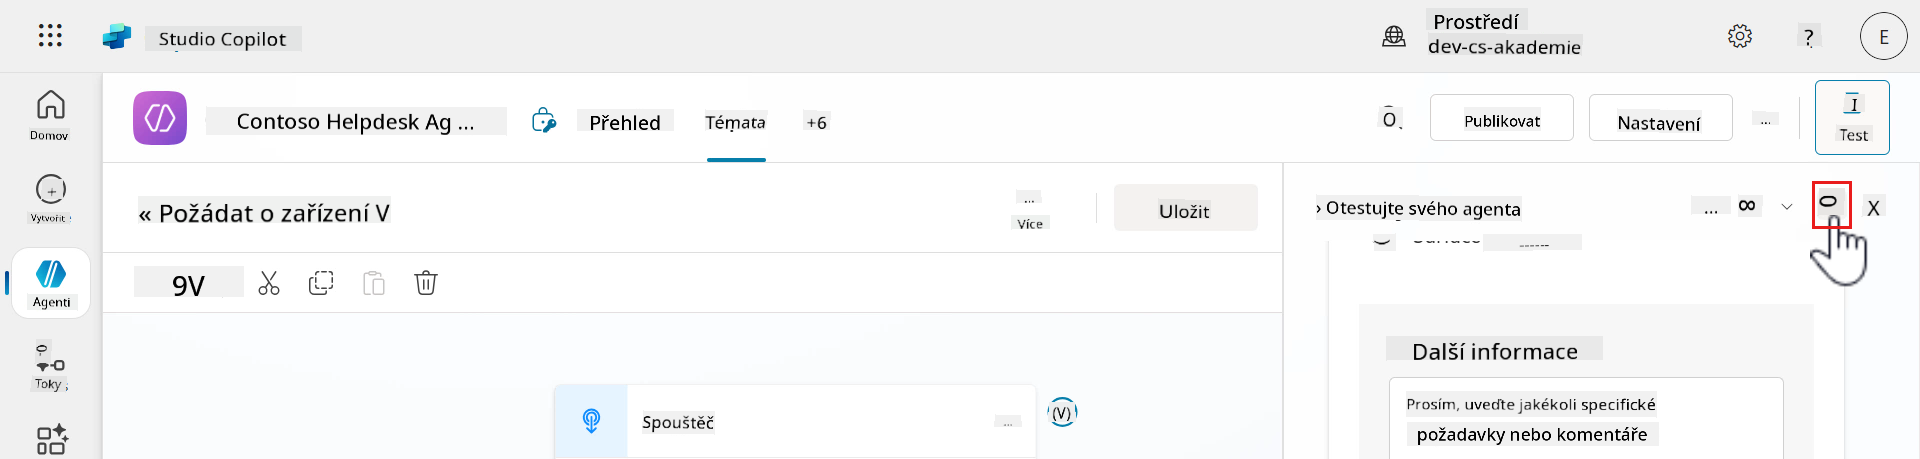 Studio Copilot
Prostředí
dev-cs-akademie
?
E
Domov
Vytvořit
Agenti
Toky
Contoso Helpdesk Ag ...
Přehled
Témata
+6
Publikovat
Nastavení
...
Test
« Požádat o zařízení V
...
Více
Uložit
9V
Spouštěč
...
(V)
› Otestujte svého agenta
...
X
Další informace
Prosím, uveďte jakékoli specifické
požadavky nebo komentáře